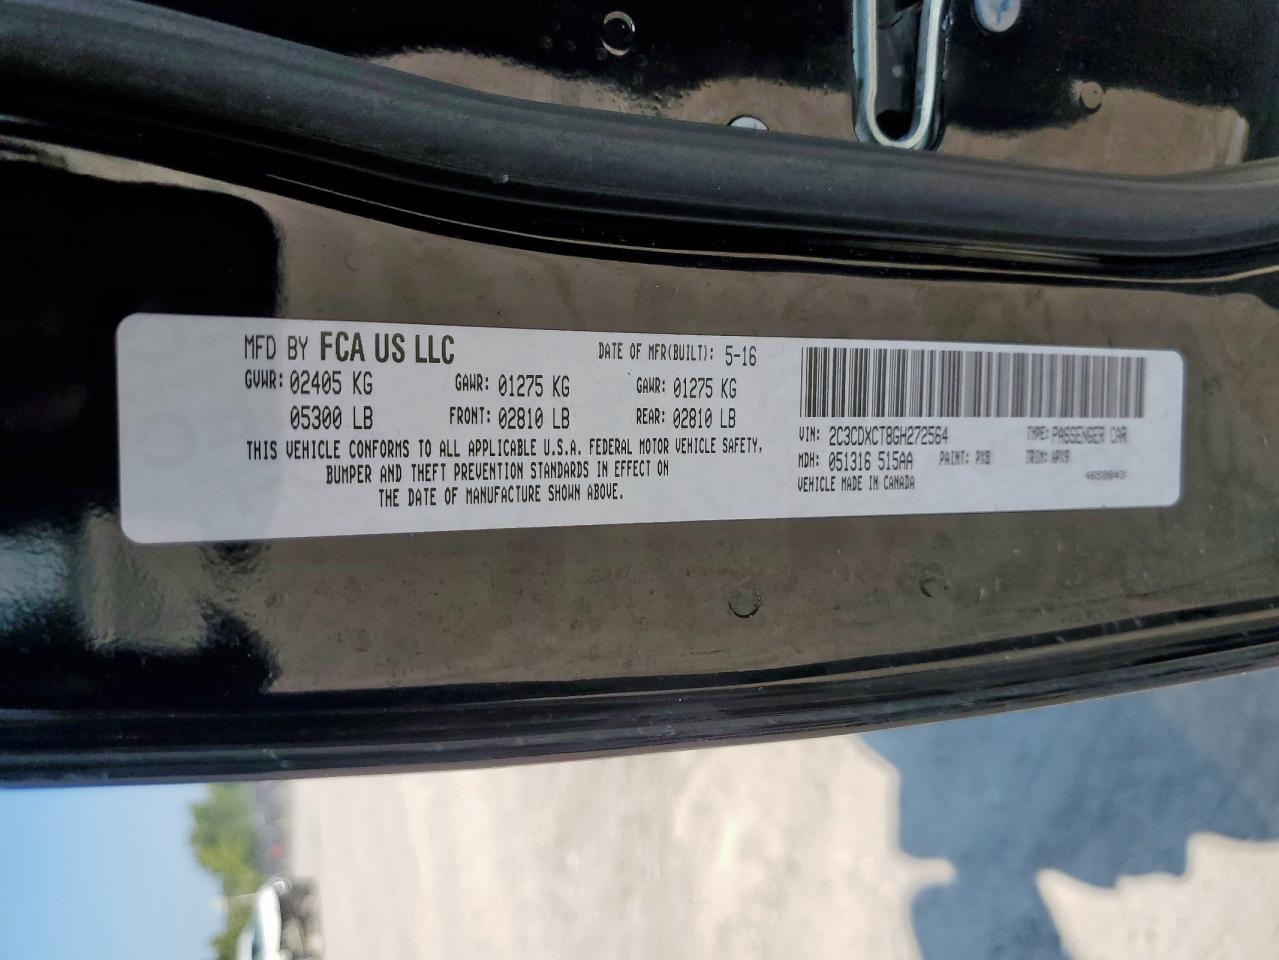 MFD BY FCA US LLC DATE OF MFR(BUILT): 5-16
GVWR: 02405 KG GAWR: 01275 KG GAWR: 01275 KG
05300 LB FRONT: 02810 LB REAR: 02810 LB
THIS VEHICLE CONFORMS TO ALL APPLICABLE U.S.A. FEDERAL MOTOR VEHICLE SAFETY,
BUMPER AND THEFT PREVENTION STANDARDS IN EFFECT ON
THE DATE OF MANUFACTURE SHOWN ABOVE.
VIN: 2C3CDXCT8GH272564 TYPE: PASSENGER CAR
MDH: 051316 515AA PAINT: PX8 TRIM: APX9
VEHICLE MADE IN CANADA